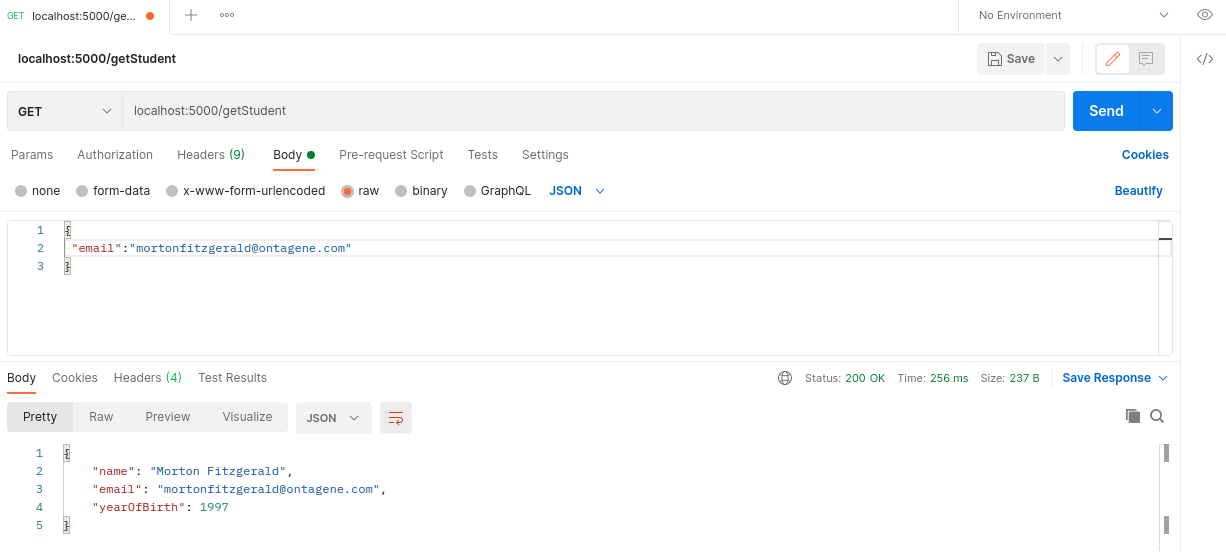 GET localhost:5000/ge...
No Environment
localhost:5000/getStudent
Save
GET localhost:5000/getStudent
Send
Params Authorization Headers (9) Body Pre-request Script Tests Settings Cookies
none form-data x-www-form-urlencoded raw binary GraphQL JSON Beautify
1 {
2 "email":"mortonfitzgerald@ontagene.com"
3 }
Body Cookies Headers (4) Test Results Status: 200 OK Time: 256 ms Size: 237 B Save Response
Pretty Raw Preview Visualize JSON
1 {
2 "name": "Morton Fitzgerald",
3 "email": "mortonfitzgerald@ontagene.com",
4 "yearOfBirth": 1997
5 }